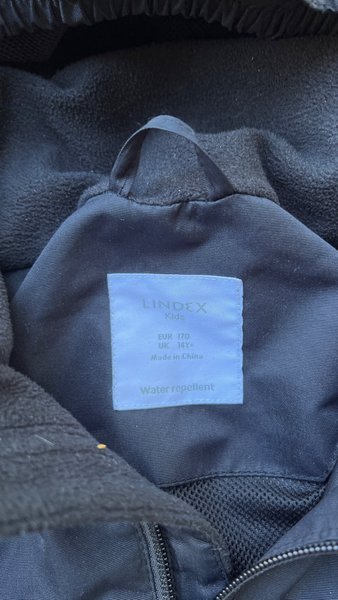 LINDEX
Kids
EUR 170
UK 14Y+
Made in China
Water repellent